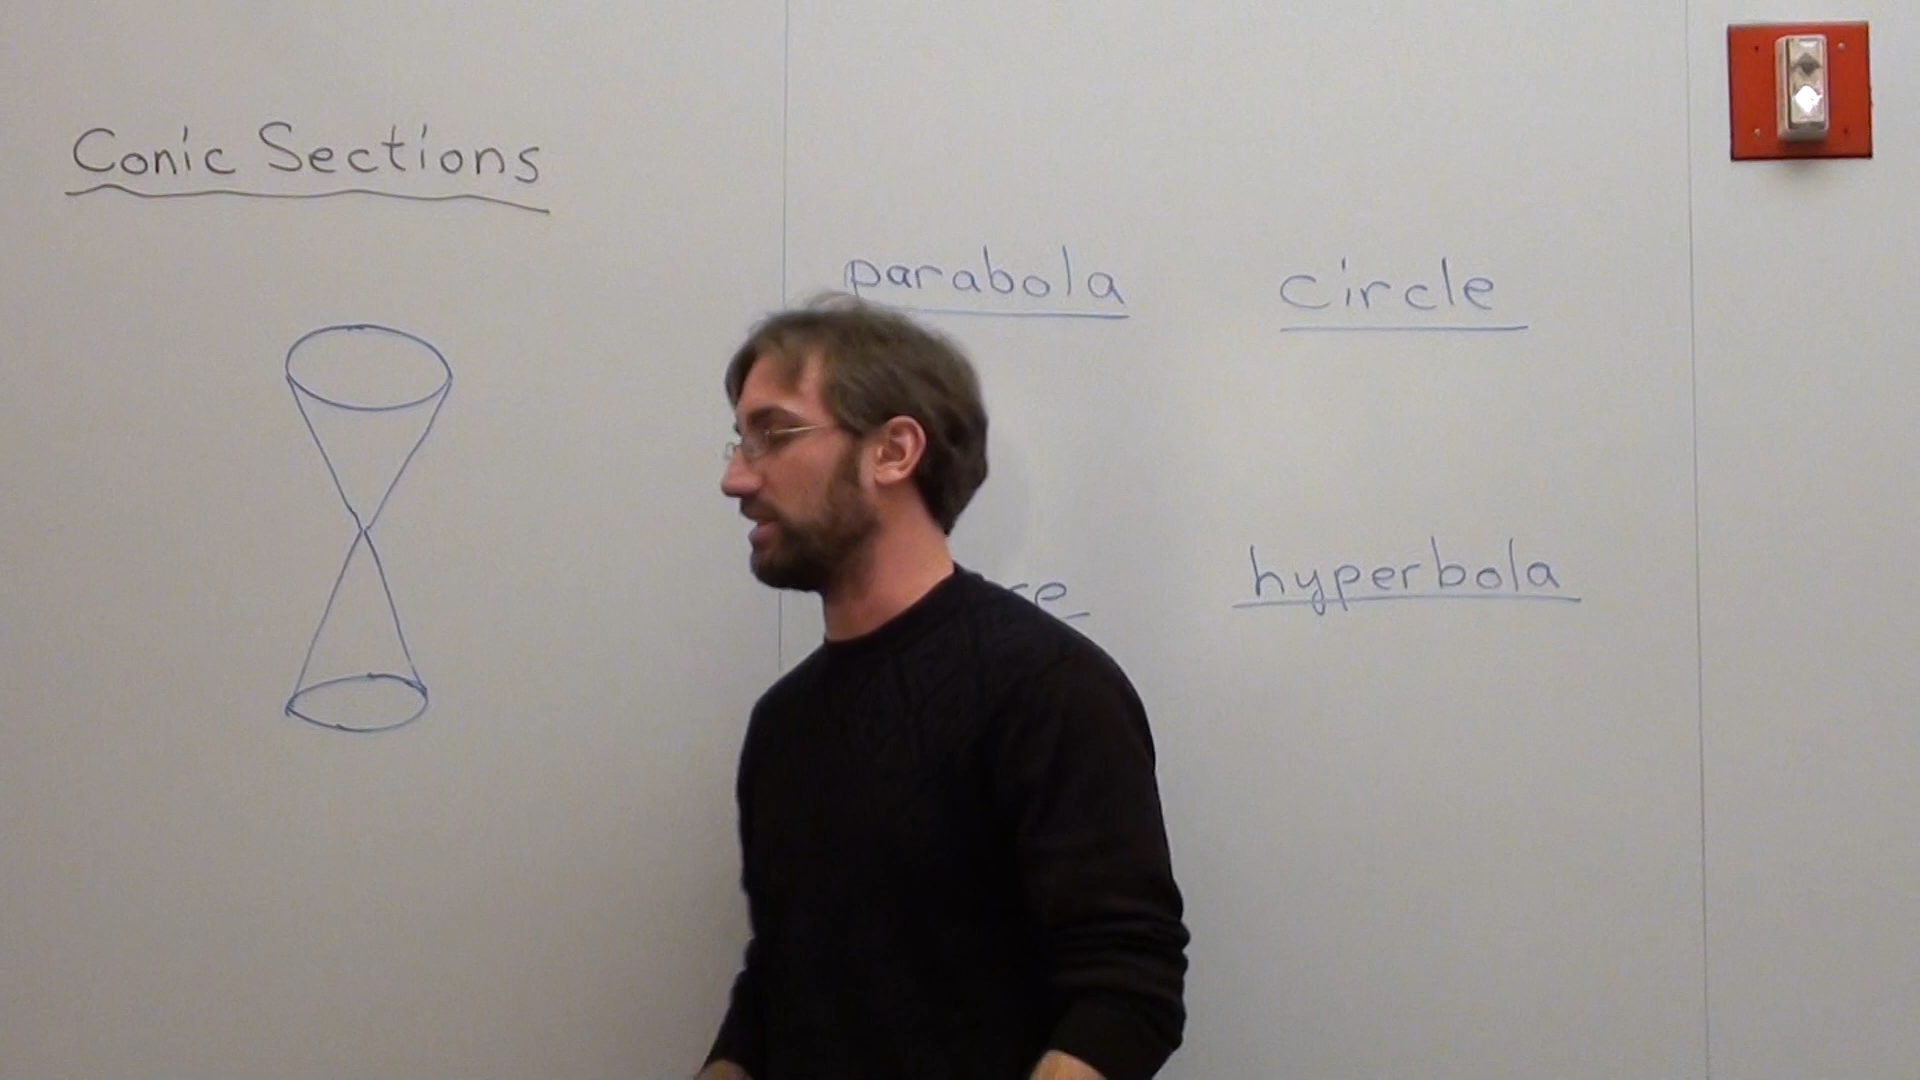 Conic Sections
parabola
circle
hyperbola